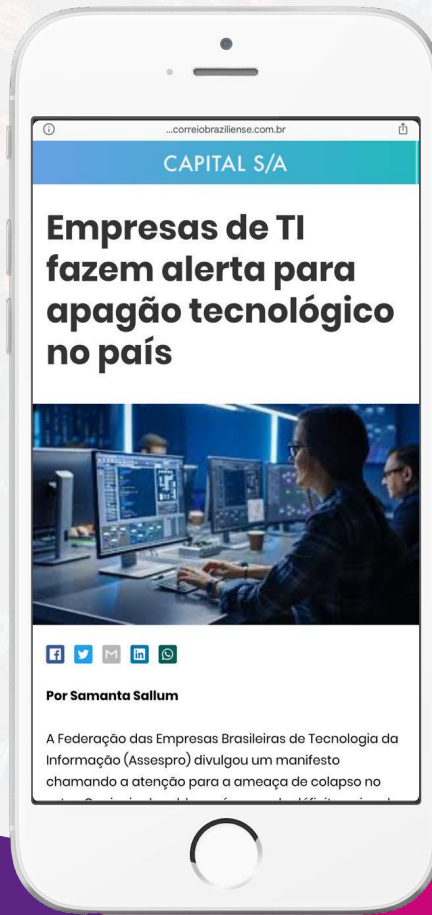 ...correiobraziliense.com.br
CAPITAL S/A
Empresas de TI
fazem alerta para
apagão tecnológico
no país
Por Samanta Sallum
A Federação das Empresas Brasileiras de Tecnologia da
Informação (Assespro) divulgou um manifesto
chamando a atenção para a ameaça de colapso no